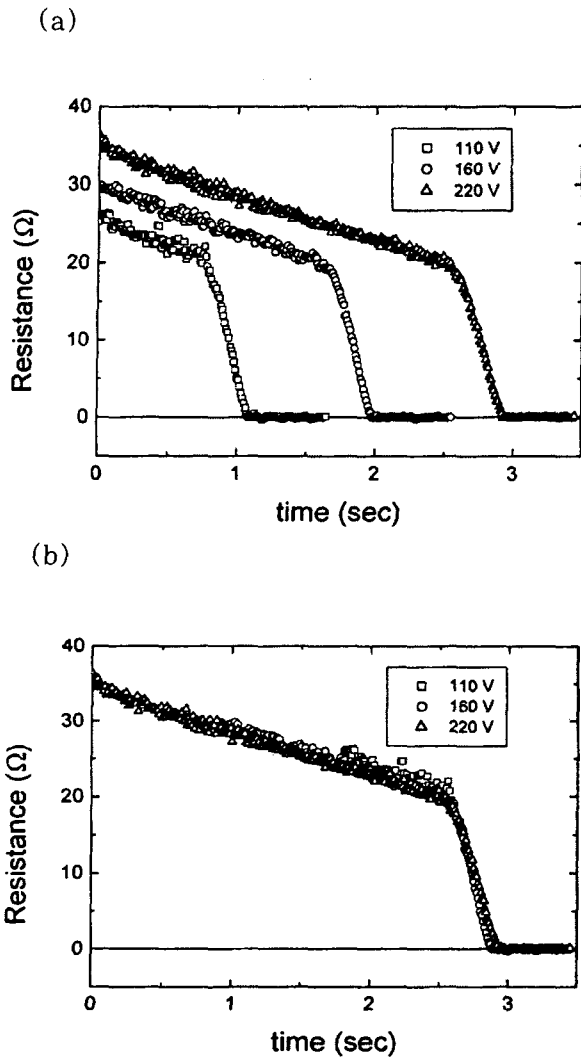 (a)
40
30
20
10
0
Resistance (Ω)
110 V
160 V
220 V
0 1 2 3
time (sec)
(b)
40
30
20
10
0
Resistance (Ω)
110 V
160 V
220 V
0 1 2 3
time (sec)